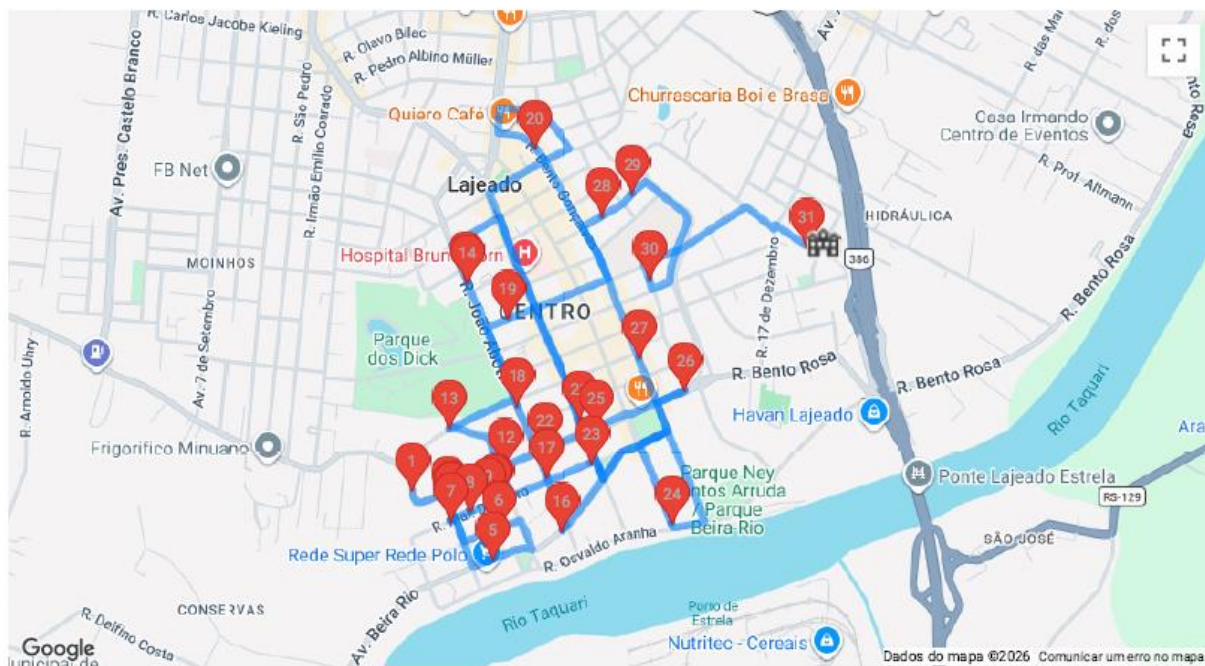 R. Carlos Jacobe Kieling
R. Olavo Bilac
R. Pedro Albino Müller
Av. Pres. Castelo Branco
R. São Pedro
R. Irmão Emílio Conrado
Quiero Café
20
R. Bento Gonçalves
Churrascaria Boi e Brasa
R. das
R. dos
Casa Irmando
Centro de Eventos
R. Prof. Altmann
FB Net
Lajeado
29
28
31
HIDRÁULICA
MOINHOS
14
30
386
R. Bento Rosa
19
CENTRO
R. João Abott
R. 17 de Dezembro
Parque
dos Dick
R. Arnoldo Uhry
Av. 7 de Setembro
27
18
26
R. Bento Rosa
R. Bento Rosa
Rio Taquari
13
25
22
Havan Lajeado
Frigorifico Minuano
12
17
23
1
Ponte Lajeado Estrela
7
8
6
16
24
Parque Ney
Arruda
/ Parque
Beira Rio
RS-129
5
Rede Super Rede Polo
R. Osvaldo Aranha
SÃO JOSÉ
CONSERVAS
Av. Beira Rio
Rio Taquari
R. Delfino Costa
Porto de
Estrela
Nutritec - Cereais
Google
Dados do mapa ©2026
Comunicar um erro no mapa